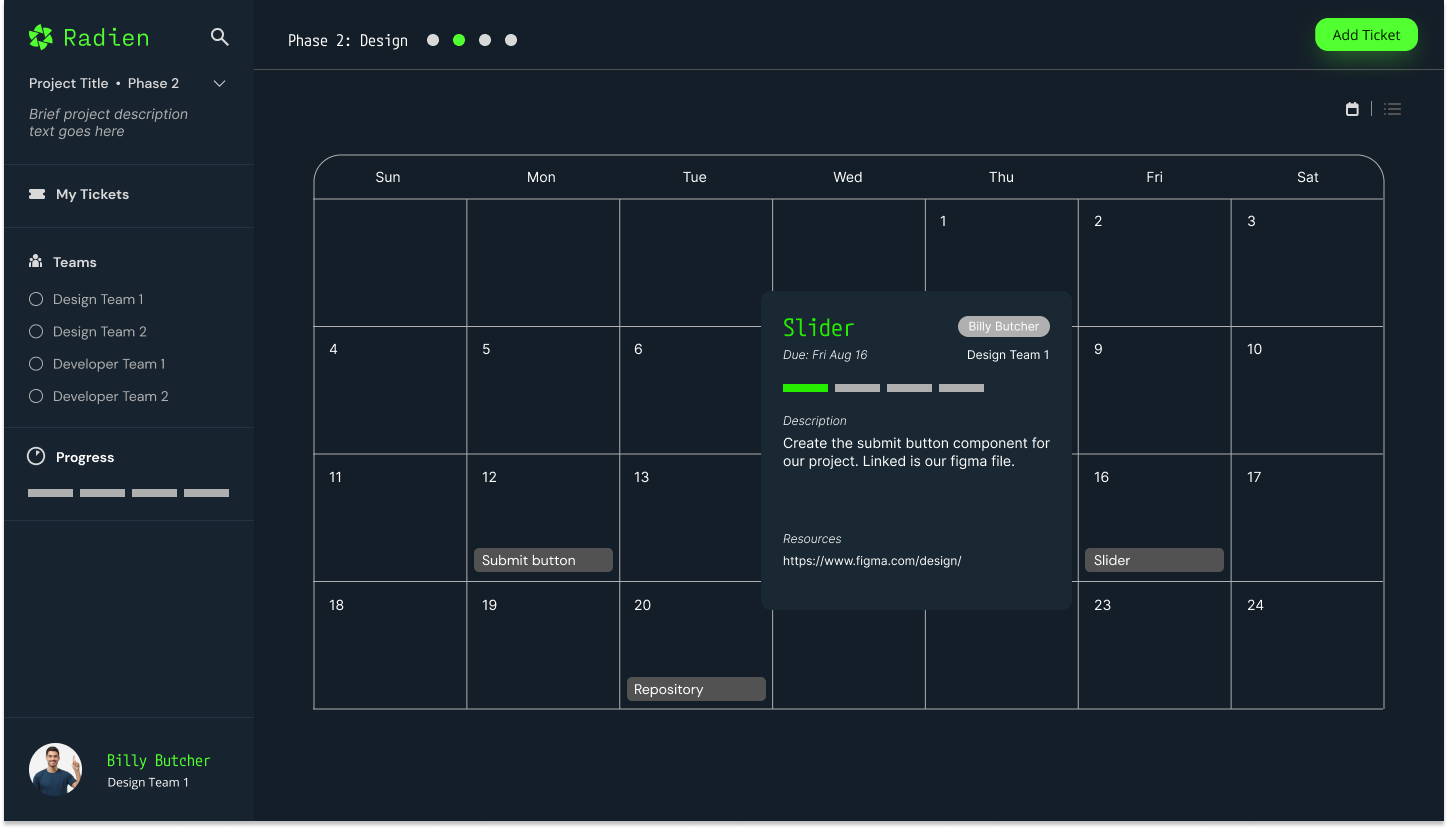 Radien
Project Title • Phase 2
Brief project description
text goes here
My Tickets
Teams
Design Team 1
Design Team 2
Developer Team 1
Developer Team 2
Progress
Billy Butcher
Design Team 1
Phase 2: Design
Add Ticket
Sun Mon Tue Wed Thu Fri Sat
1 2 3
4 5 6 9 10
11 12 13 16 17
Submit button Slider
18 19 20 23 24
Repository
Slider Billy Butcher
Due: Fri Aug 16 Design Team 1
Description
Create the submit button component for
our project. Linked is our figma file.
Resources
https://www.figma.com/design/